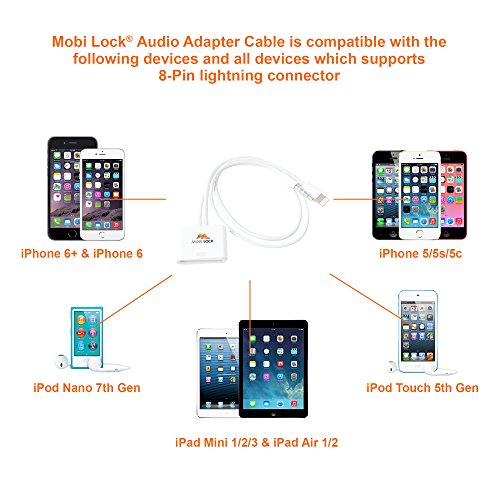 Mobi Lock® Audio Adapter Cable is compatible with the
following devices and all devices which supports
8-Pin lightning connector
MOBI LOCK
iPhone 6+ & iPhone 6
iPhone 5/5s/5c
iPod Nano 7th Gen
iPod Touch 5th Gen
iPad Mini 1/2/3 & iPad Air 1/2